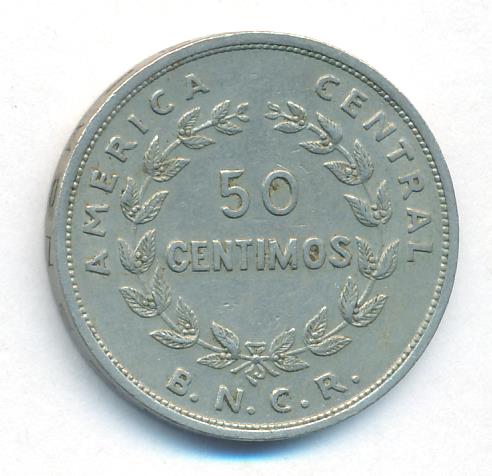 AMERICA CENTRAL
50
CENTIMOS
B.N.C.R.